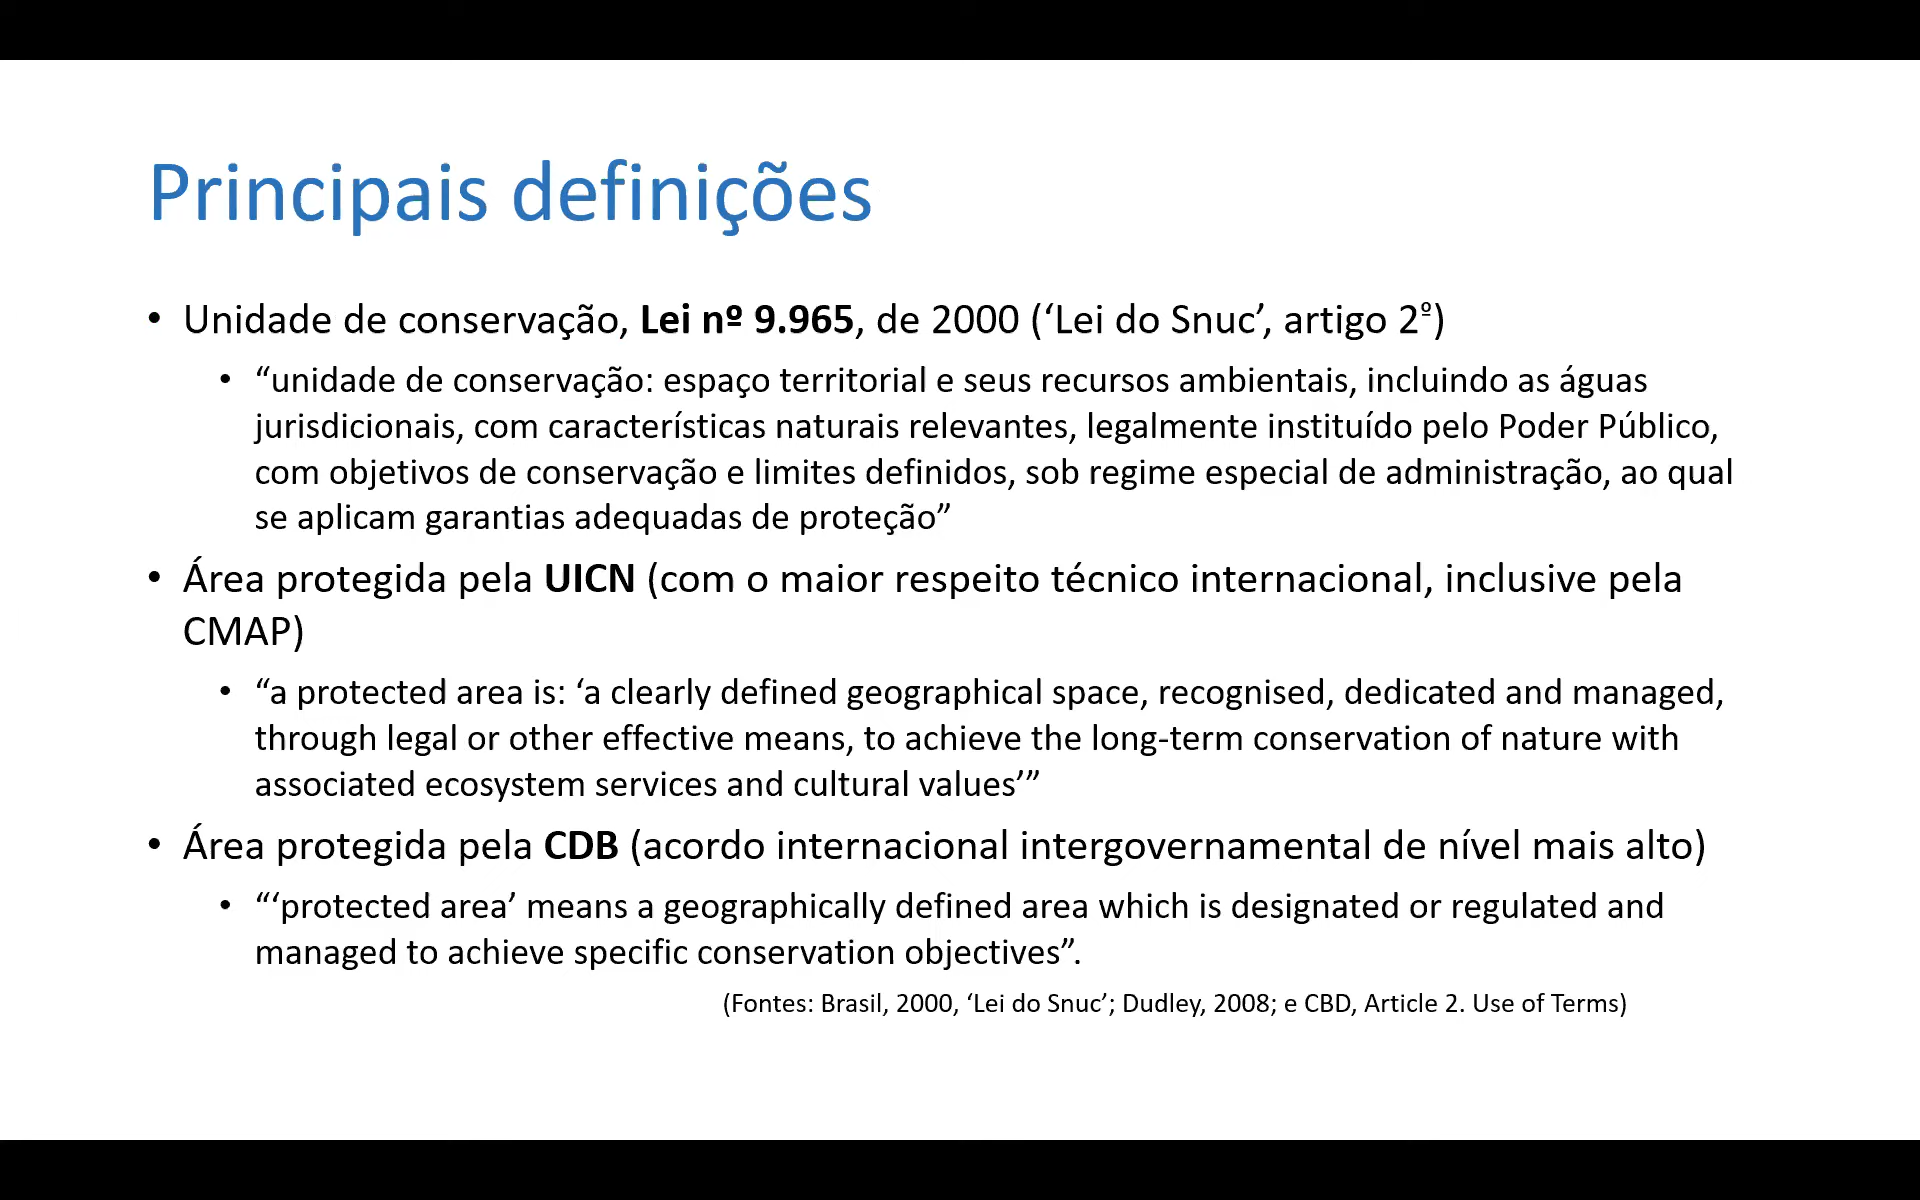 Principais definições
• Unidade de conservação, Lei nº 9.965, de 2000 (‘Lei do Snuc’, artigo 2º)
• “unidade de conservação: espaço territorial e seus recursos ambientais, incluindo as águas
jurisdicionais, com características naturais relevantes, legalmente instituído pelo Poder Público,
com objetivos de conservação e limites definidos, sob regime especial de administração, ao qual
se aplicam garantias adequadas de proteção”
• Área protegida pela UICN (com o maior respeito técnico internacional, inclusive pela
CMAP)
• “a protected area is: ‘a clearly defined geographical space, recognised, dedicated and managed,
through legal or other effective means, to achieve the long-term conservation of nature with
associated ecosystem services and cultural values’”
• Área protegida pela CDB (acordo internacional intergovernamental de nível mais alto)
• “‘protected area’ means a geographically defined area which is designated or regulated and
managed to achieve specific conservation objectives”.
(Fontes: Brasil, 2000, ‘Lei do Snuc’; Dudley, 2008; e CBD, Article 2. Use of Terms)